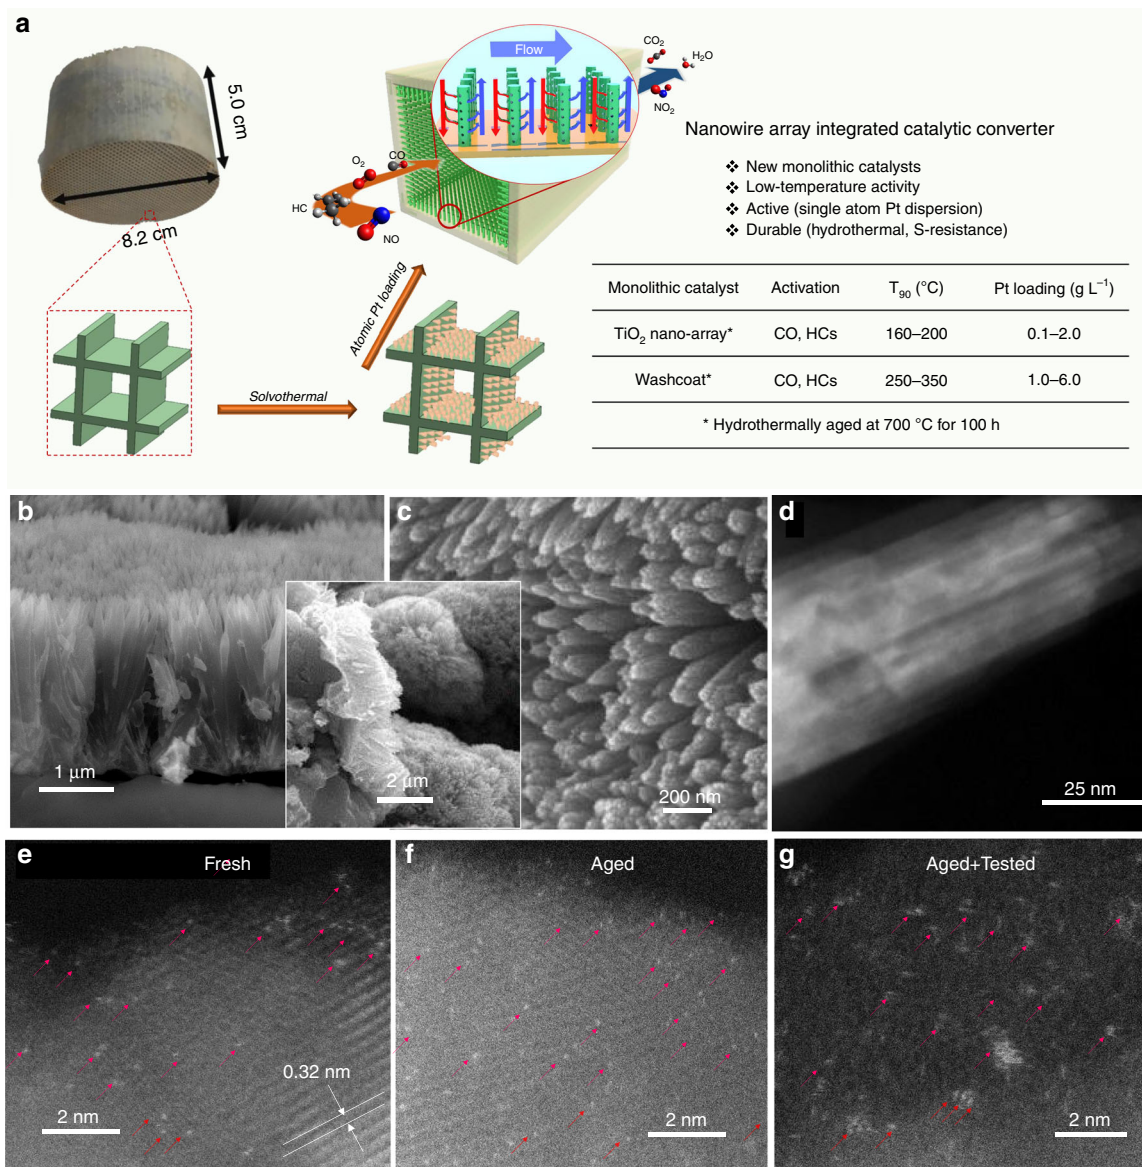 a
5.0 cm
8.2 cm
Flow
CO₂
H₂O
NO₂
O₂
CO
HC
NO
Atomic Pt loading
Solvothermal
Nanowire array integrated catalytic converter
❖ New monolithic catalysts
❖ Low-temperature activity
❖ Active (single atom Pt dispersion)
❖ Durable (hydrothermal, S-resistance)
Monolithic catalyst Activation T₉₀ (°C) Pt loading (g L⁻¹)
TiO₂ nano-array* CO, HCs 160–200 0.1–2.0
Washcoat* CO, HCs 250–350 1.0–6.0
* Hydrothermally aged at 700 °C for 100 h
b
1 μm
2 μm
c
200 nm
d
25 nm
e
Fresh
0.32 nm
2 nm
f
Aged
2 nm
g
Aged+Tested
2 nm